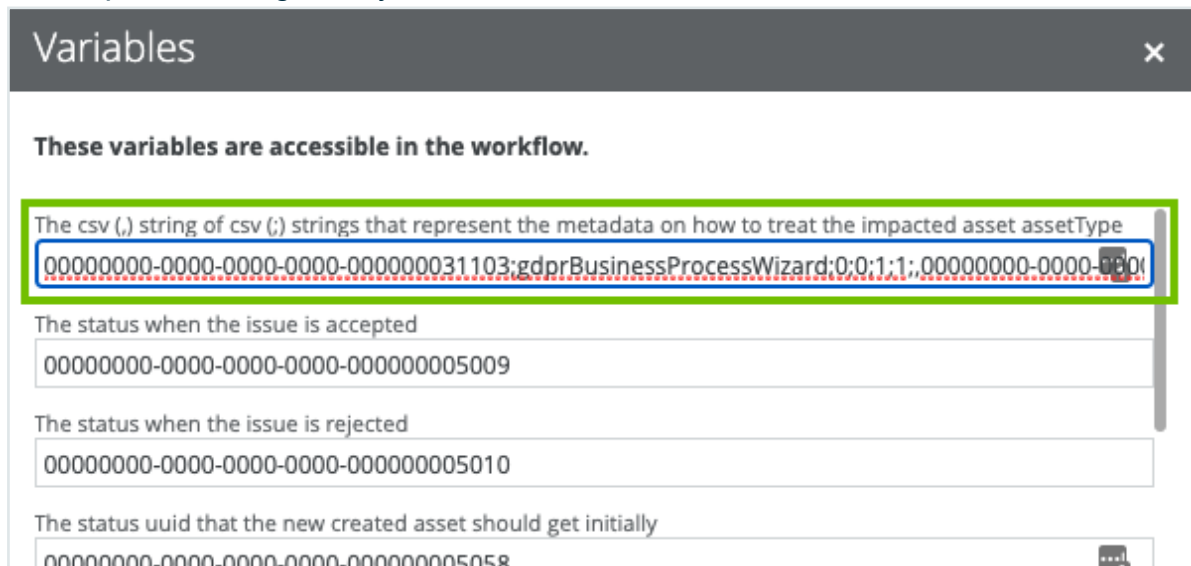 Variables
These variables are accessible in the workflow.
The csv (,) string of csv (;) strings that represent the metadata on how to treat the impacted asset assetType
00000000-0000-0000-0000-000000031103;gdprBusinessProcessWizard;0;0;1;1;,00000000-0000-
The status when the issue is accepted
00000000-0000-0000-0000-000000005009
The status when the issue is rejected
00000000-0000-0000-0000-000000005010
The status uuid that the new created asset should get initially
00000000-0000-0000-0000-000000005058